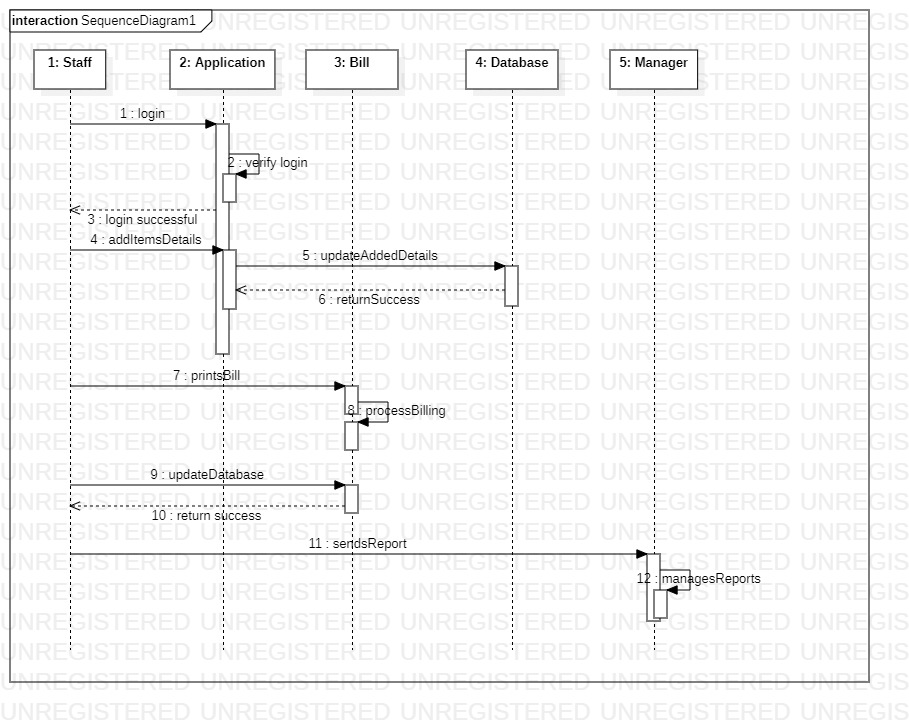 interaction SequenceDiagram1
1: Staff
2: Application
3: Bill
4: Database
5: Manager
1 : login
2 : verify login
3 : login successful
4 : addItemsDetails
5 : updateAddedDetails
6 : returnSuccess
7 : printsBill
8 : processBilling
9 : updateDatabase
10 : return success
11 : sendsReport
12 : managesReports
UNREGISTERED